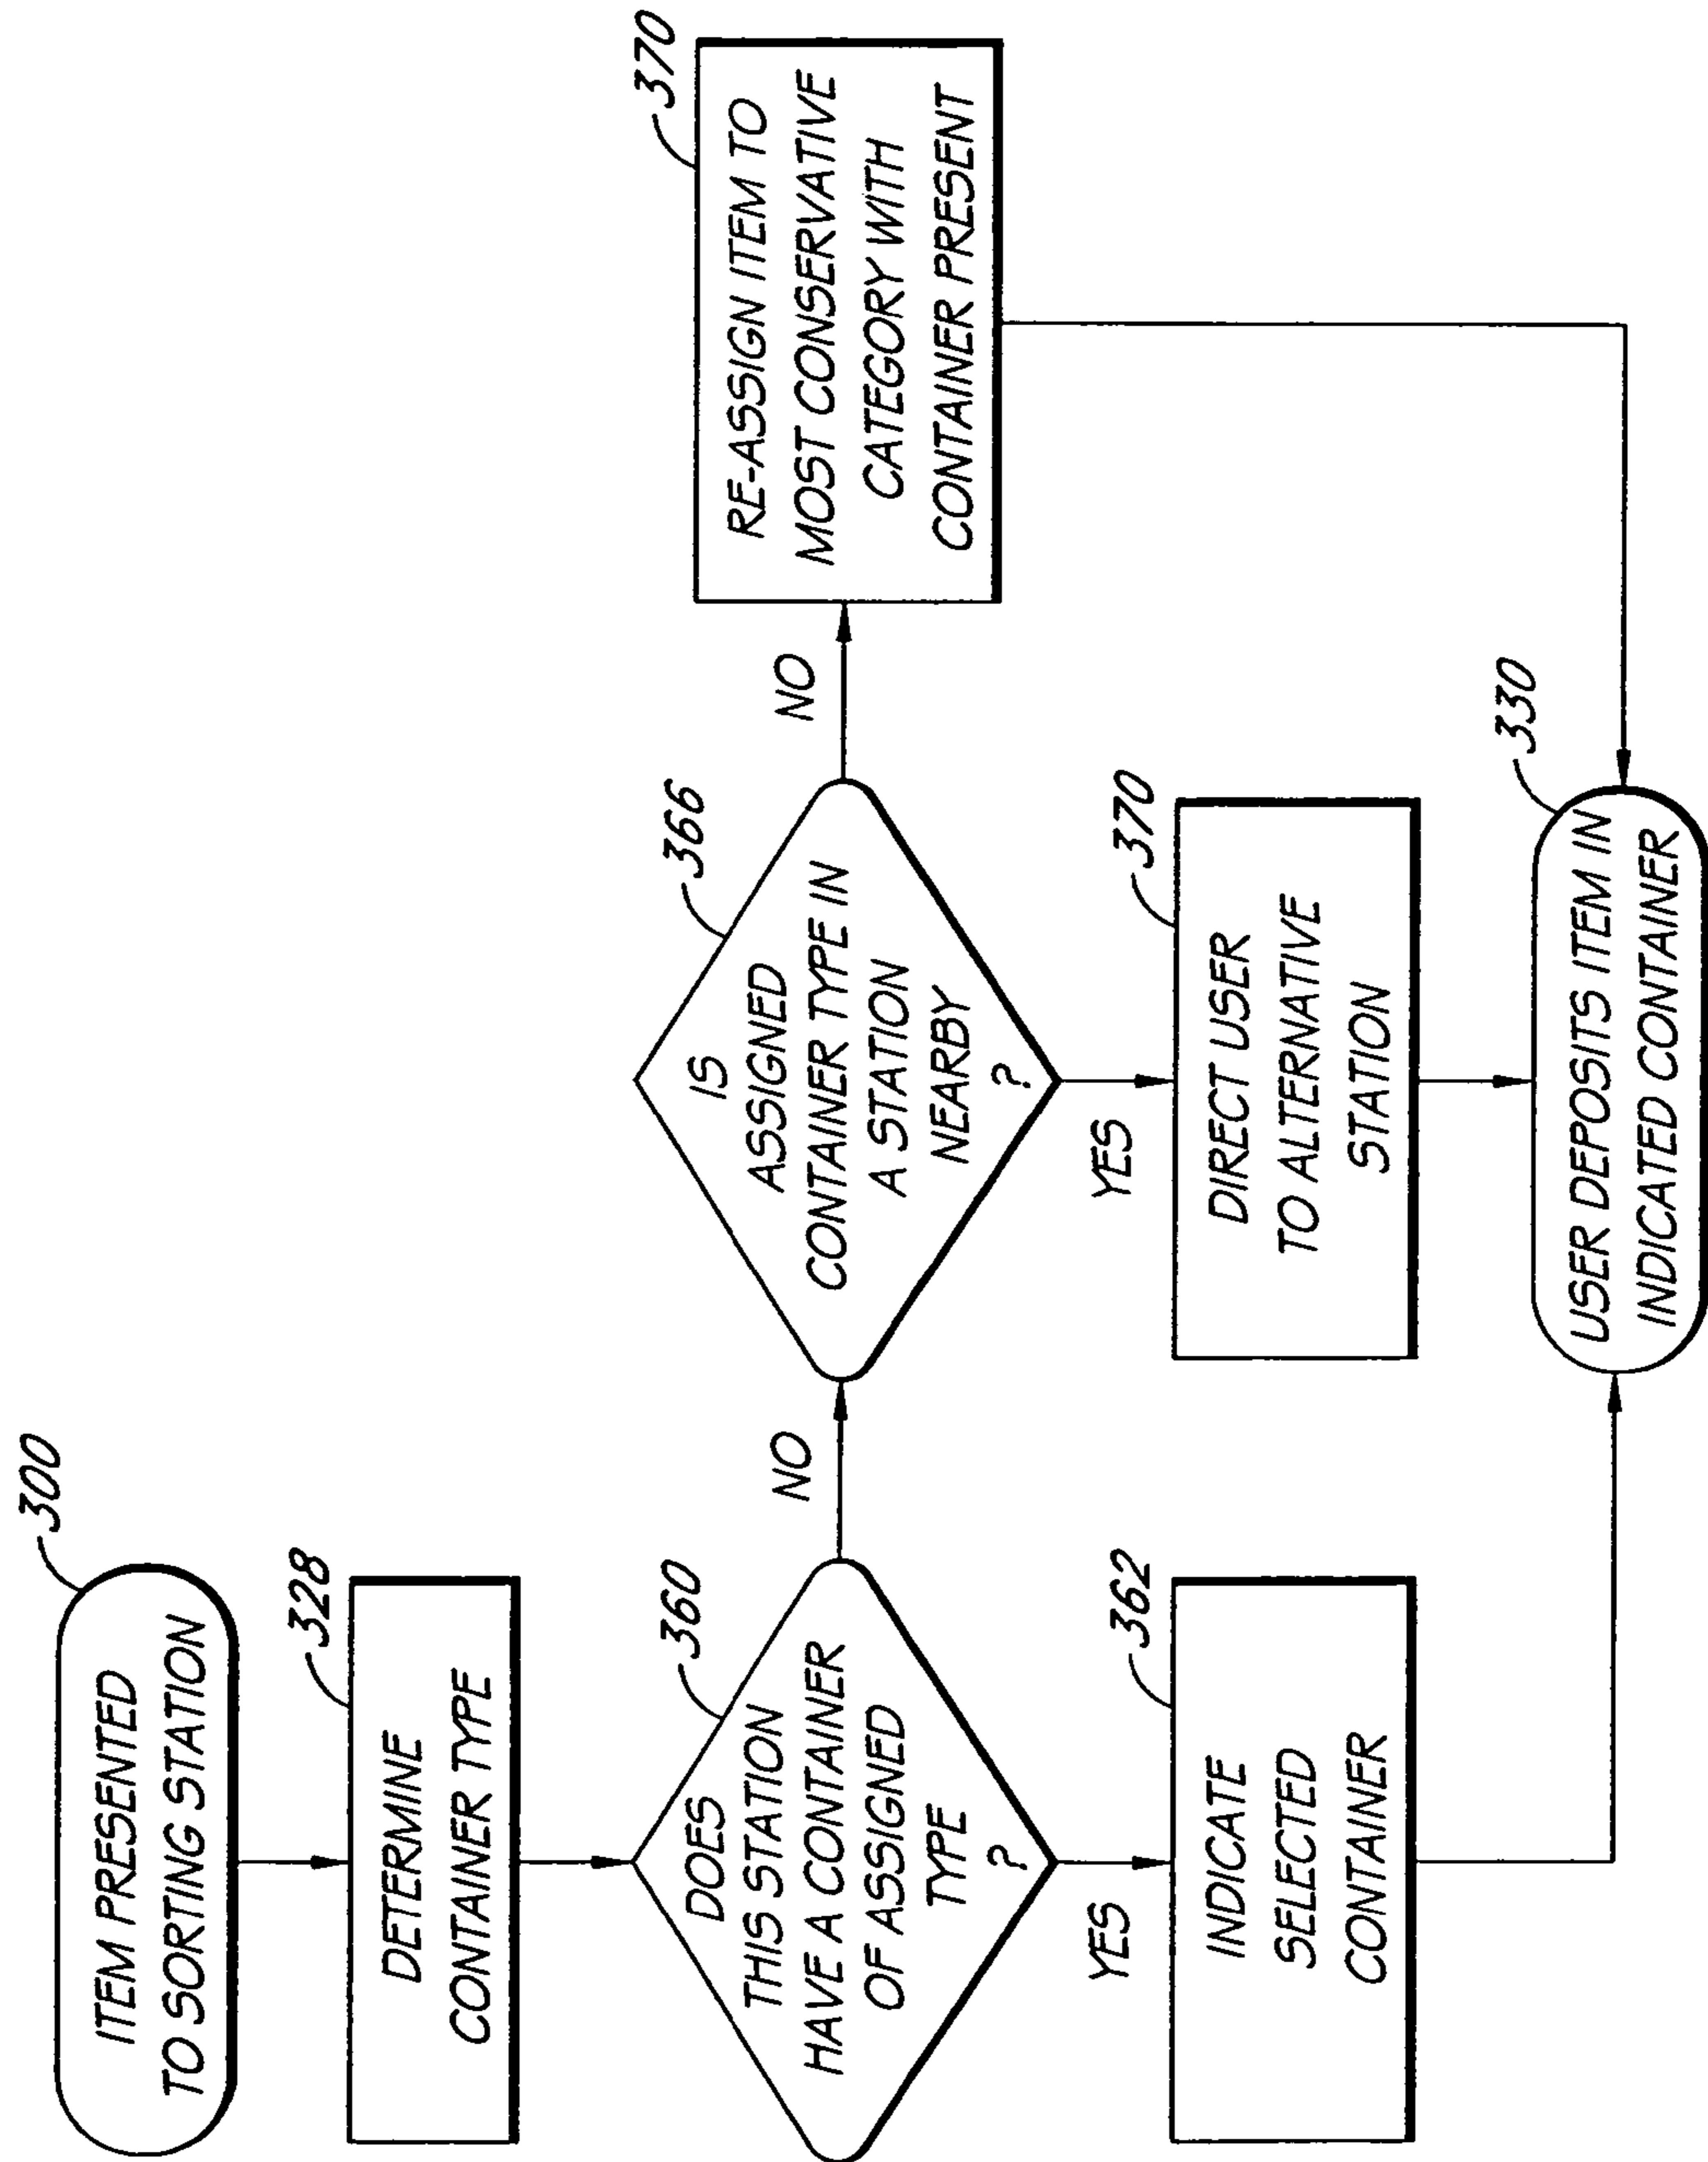 300
ITEM PRESENTED
TO SORTING STATION
328
DETERMINE
CONTAINER TYPE
360
DOES
THIS STATION
HAVE A CONTAINER
OF ASSIGNED
TYPE
?
NO
YES
362
INDICATE
SELECTED
CONTAINER
366
IS
ASSIGNED
CONTAINER TYPE IN
A STATION
NEARBY
?
NO
YES
370
DIRECT USER
TO ALTERNATIVE
STATION
370
RE-ASSIGN ITEM TO
MOST CONSERVATIVE
CATEGORY WITH
CONTAINER PRESENT
330
USER DEPOSITS ITEM IN
INDICATED CONTAINER